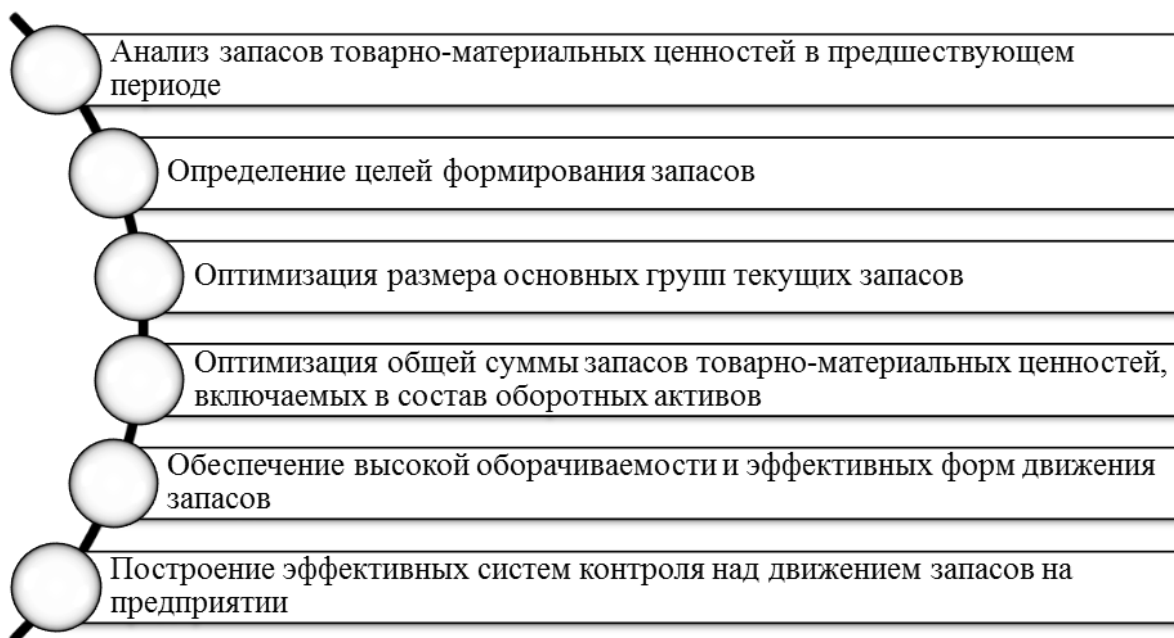 Анализ запасов товарно-материальных ценностей в предшествующем
периоде
Определение целей формирования запасов
Оптимизация размера основных групп текущих запасов
Оптимизация общей суммы запасов товарно-материальных ценностей,
включаемых в состав оборотных активов
Обеспечение высокой оборачиваемости и эффективных форм движения
запасов
Построение эффективных систем контроля над движением запасов на
предприятии